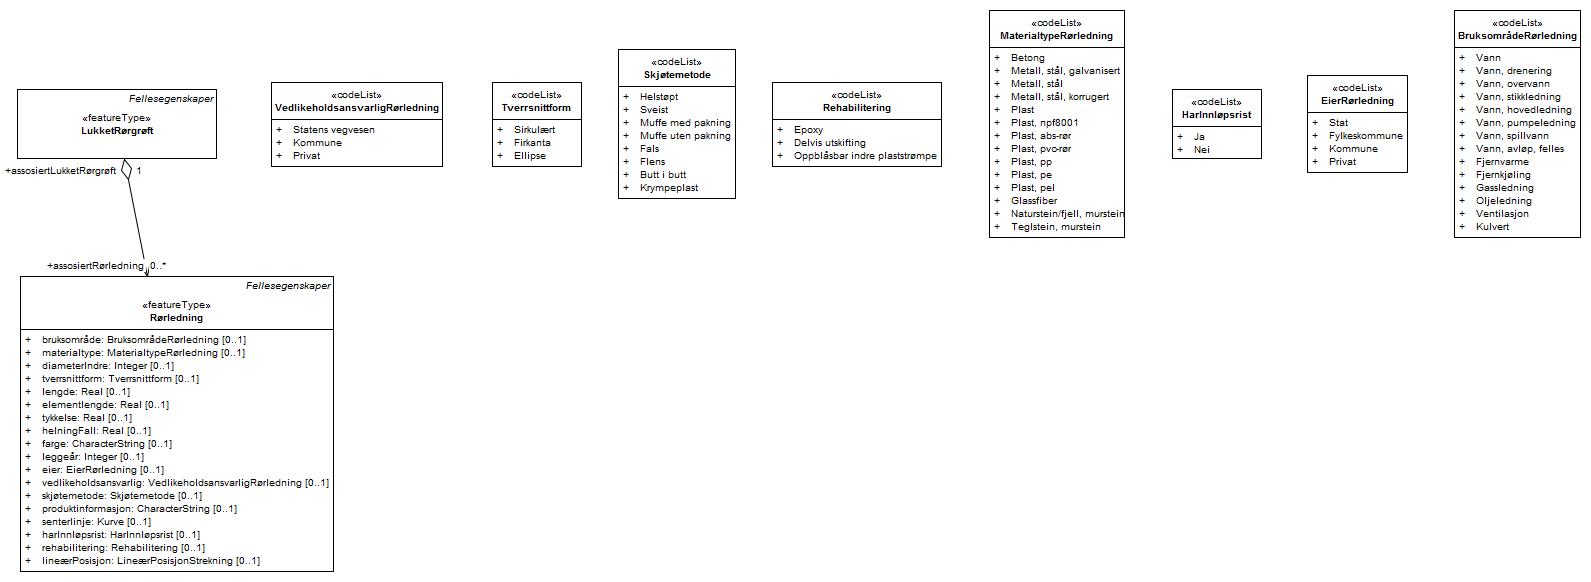 Fellesegenskaper
«featureType»
LukketRørgrøft
+assosiertLukketRørgrøft
1
+assosiertRørledning
0..*
Fellesegenskaper
«featureType»
Rørledning
+ bruksområde: BruksområdeRørledning [0..1]
+ materialtype: MaterialtypeRørledning [0..1]
+ diameterIndre: Integer [0..1]
+ tverrsnittform: Tverrsnittform [0..1]
+ lengde: Real [0..1]
+ elementlengde: Real [0..1]
+ tykkelse: Real [0..1]
+ helningFall: Real [0..1]
+ farge: CharacterString [0..1]
+ leggeår: Integer [0..1]
+ eier: EierRørledning [0..1]
+ vedlikeholdsansvarlig: VedlikeholdsansvarligRørledning [0..1]
+ skjøtemetode: Skjøtemetode [0..1]
+ produktinformasjon: CharacterString [0..1]
+ senterlinje: Kurve [0..1]
+ harInnløpsrist: HarInnløpsrist [0..1]
+ rehabilitering: Rehabilitering [0..1]
+ lineærPosisjon: LineærPosisjonStrekning [0..1]
«codeList»
VedlikeholdsansvarligRørledning
+ Statens vegvesen
+ Kommune
+ Privat
«codeList»
Tverrsnittform
+ Sirkulært
+ Firkanta
+ Ellipse
«codeList»
Skjøtemetode
+ Helstøpt
+ Sveist
+ Muffe med pakning
+ Muffe uten pakning
+ Fals
+ Flens
+ Butt i butt
+ Krympeplast
«codeList»
Rehabilitering
+ Epoxy
+ Delvis utskifting
+ Oppblåsbar indre plaststrømpe
«codeList»
MaterialtypeRørledning
+ Betong
+ Metall, stål, galvanisert
+ Metall, stål
+ Metall, stål, korrugert
+ Plast
+ Plast, npf8001
+ Plast, abs-rør
+ Plast, pvc-rør
+ Plast, pp
+ Plast, pe
+ Plast, pel
+ Glassfiber
+ Naturstein/fjell, murstein
+ Teglstein, murstein
«codeList»
HarInnløpsrist
+ Ja
+ Nei
«codeList»
EierRørledning
+ Stat
+ Fylkeskommune
+ Kommune
+ Privat
«codeList»
BruksområdeRørledning
+ Vann
+ Vann, drenering
+ Vann, overvann
+ Vann, stikkledning
+ Vann, hovedledning
+ Vann, pumpeledning
+ Vann, spillvann
+ Vann, avløp, felles
+ Fjernvarme
+ Fjernkjøling
+ Gassledning
+ Oljeledning
+ Ventilasjon
+ Kulvert